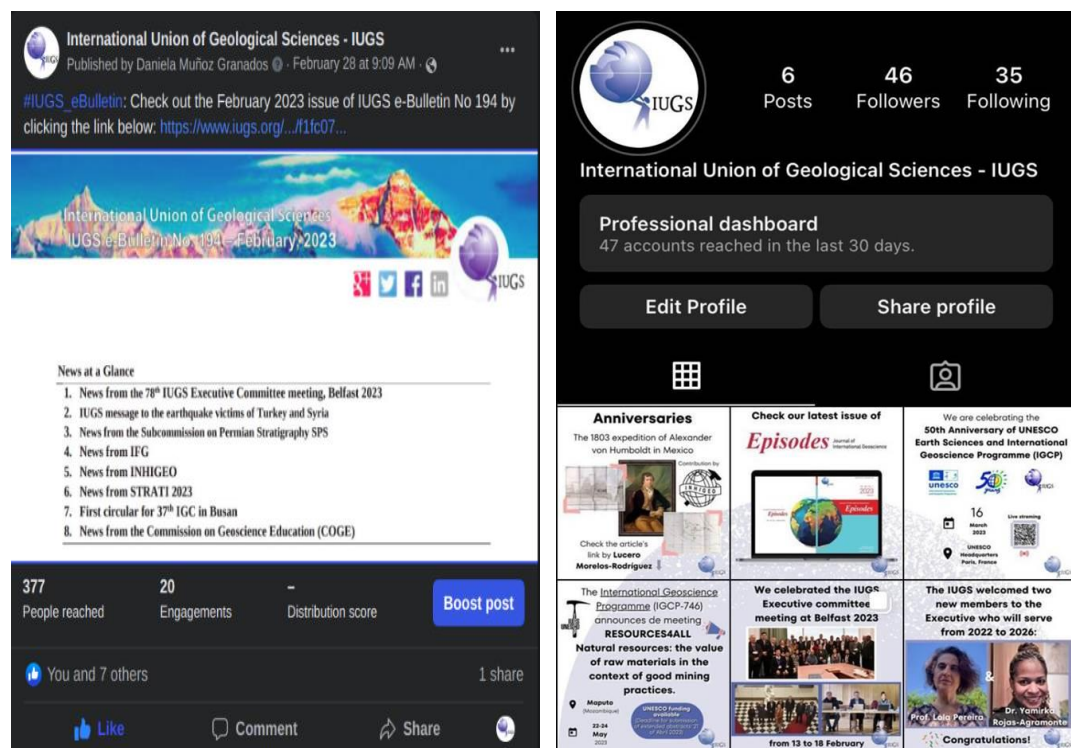 International Union of Geological Sciences - IUGS
Published by Daniela Muñoz Granados · February 28 at 9:09 AM ·
#IUGS_eBulletin: Check out the February 2023 issue of IUGS e-Bulletin No 194 by
clicking the link below: https://www.iugs.org/.../f1fc07...
International Union of Geological Sciences
IUGS e-Bulletin No. 194 – February, 2023
IUGS
News at a Glance
1. News from the 78th IUGS Executive Committee meeting, Belfast 2023
2. IUGS message to the earthquake victims of Turkey and Syria
3. News from the Subcommission on Permian Stratigraphy SPS
4. News from IFG
5. News from INHIGEO
6. News from STRATI 2023
7. First circular for 37th IGC in Busan
8. News from the Commission on Geoscience Education (COGE)
377
People reached
20
Engagements
–
Distribution score
Boost post
You and 7 others
1 share
Like
Comment
Share
IUGS
6
Posts
46
Followers
35
Following
International Union of Geological Sciences - IUGS
Professional dashboard
47 accounts reached in the last 30 days.
Edit Profile
Share profile
Anniversaries
The 1803 expedition of Alexander
von Humboldt in Mexico
Contribution by
INHIGEO
Check the article's
link by Lucero
Morelos-Rodríguez
Check our latest issue of
Episodes
Journal of
International Geoscience
Episodes
Episodes
We are celebrating the
50th Anniversary of UNESCO
Earth Sciences and International
Geoscience Programme (IGCP)
unesco
50
16
March
2023
Live streming
UNESCO
Headquarters
Paris, France
The International Geoscience
Programme (IGCP-746)
announces de meeting
RESOURCES4ALL
Natural resources: the value
of raw materials in the
context of good mining
practices.
Maputo
(Mozambique)
22-24
May
2023
UNESCO funding
available
We celebrated the IUGS
Executive committee
meeting at Belfast 2023
from 13 to 18 February
The IUGS welcomed two
new members to the
Executive who will serve
from 2022 to 2026:
&
Prof. Lola Pereira
Dr. Yamirka
Rojas-Agramonte
Congratulations!